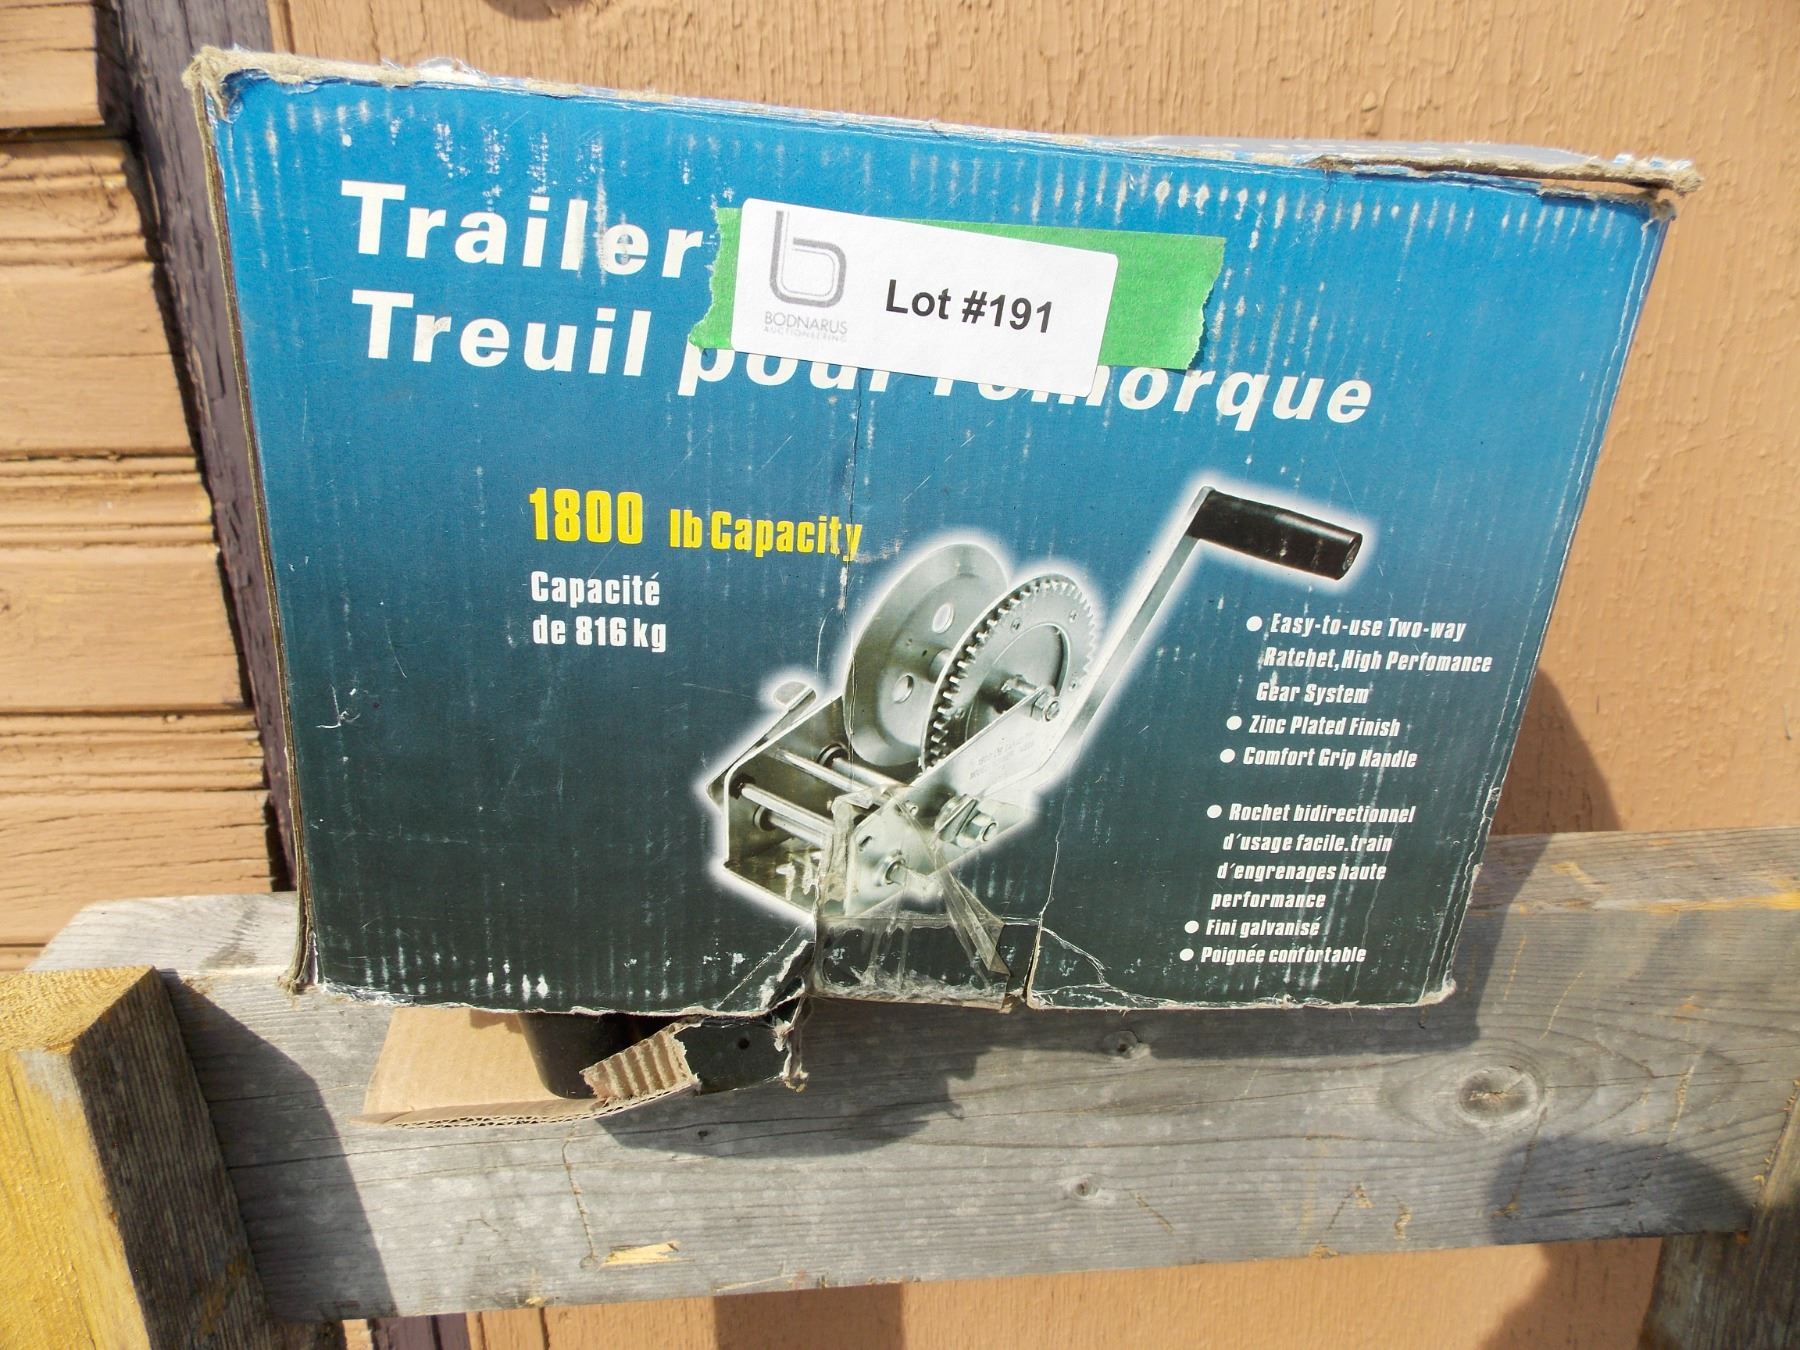 Trailer
Treuil pour remorque
BODNARUS
AUCTIONEERING
Lot #191
1800 lb Capacity
Capacité
de 816 kg
● Easy-to-use Two-way
Ratchet, High Perfomance
Gear System
● Zinc Plated Finish
● Comfort Grip Handle
● Rochet bidirectionnel
d'usage facile.train
d'engrenages haute
performance
● Fini galvanisé
● Poignée confortable